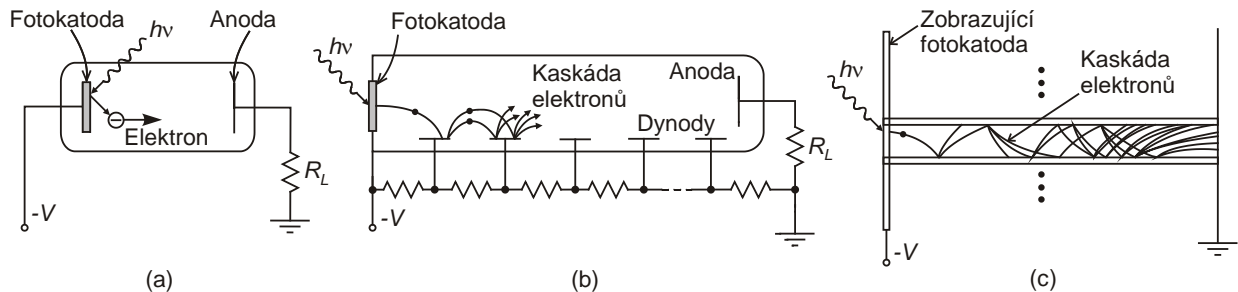 Fotokatoda
hν
Anoda
Elektron
R_L
-V
(a)
hν
Fotokatoda
Kaskáda
elektronů
Anoda
Dynody
R_L
-V
(b)
Zobrazující
fotokatoda
hν
Kaskáda
elektronů
-V
(c)